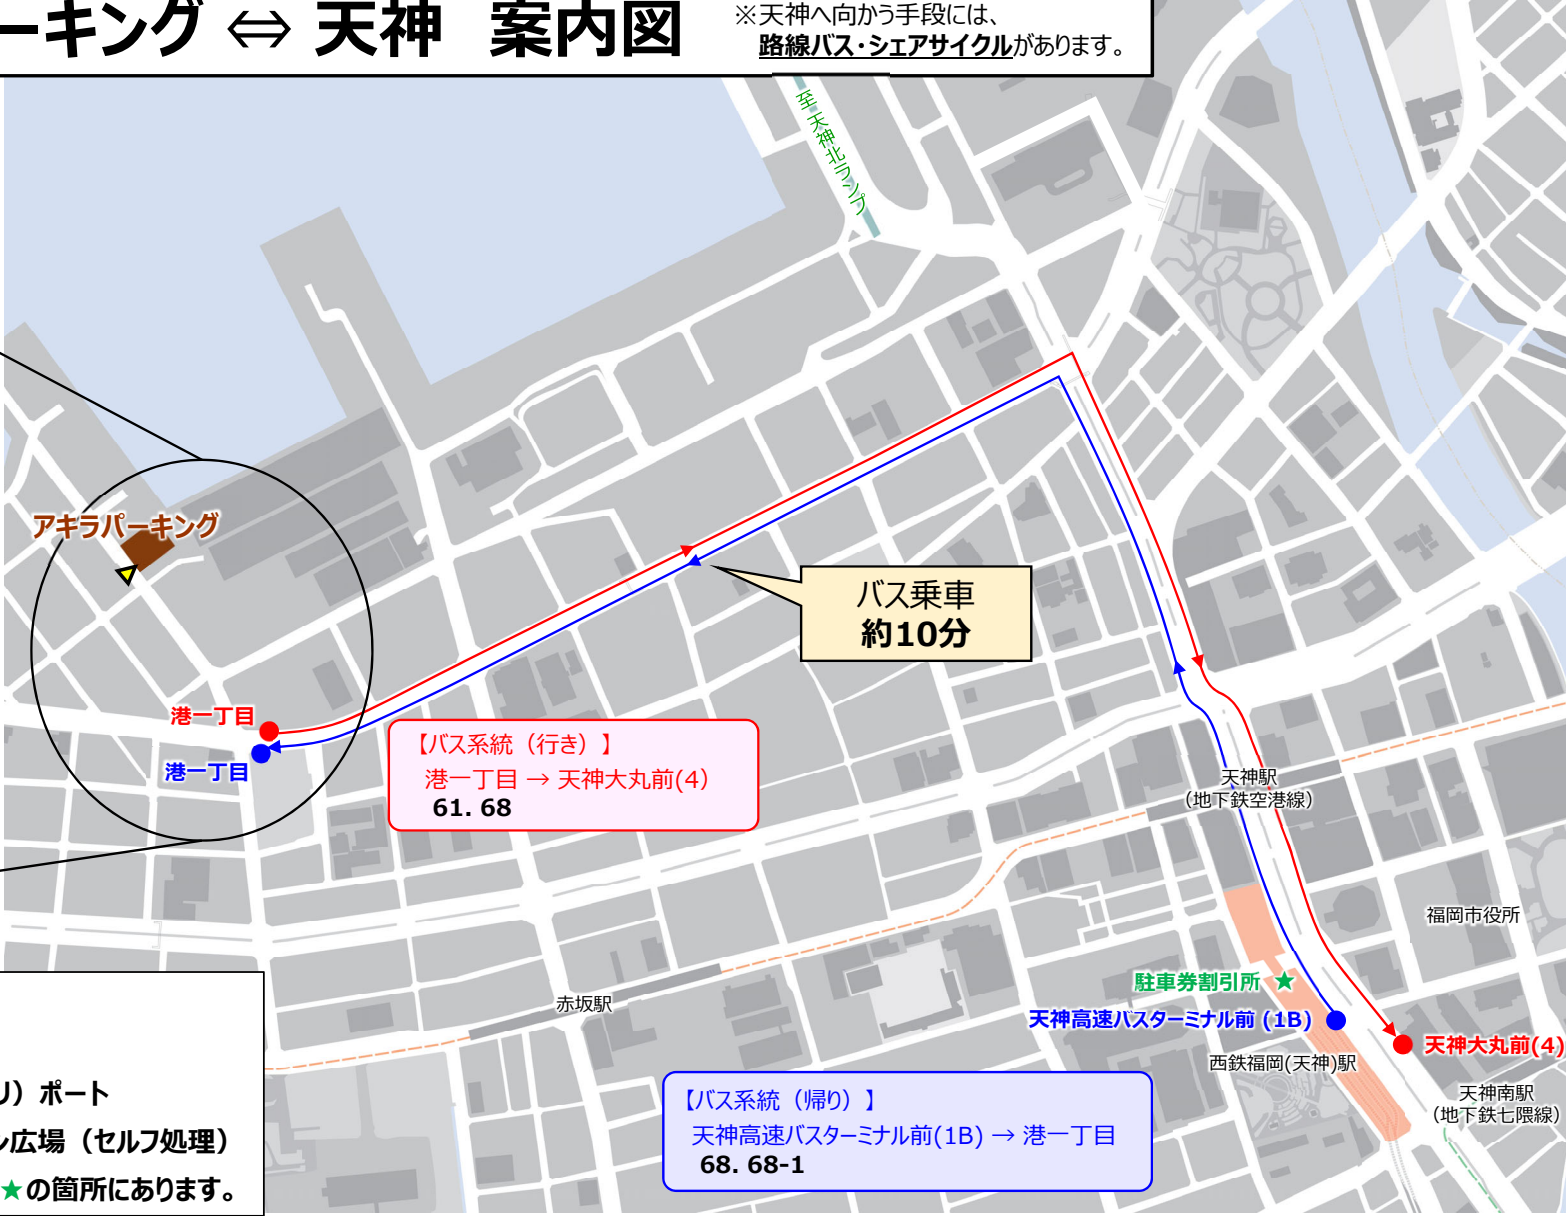 ーキング ⇔ 天神　案内図
※天神へ向かう手段には、
路線バス・シェアサイクルがあります。
至 天神北ランプ
アキラパーキング
バス乗車
約10分
港一丁目
港一丁目
【バス系統（行き）】
港一丁目 → 天神大丸前(4)
61. 68
天神駅
（地下鉄空港線）
福岡市役所
駐車券割引所 ★
天神高速バスターミナル前 (1B)
天神大丸前(4)
西鉄福岡(天神)駅
赤坂駅
天神南駅
（地下鉄七隈線）
【バス系統（帰り）】
天神高速バスターミナル前(1B) → 港一丁目
68. 68-1
リ）ポート
ン広場（セルフ処理）
★の箇所にあります。